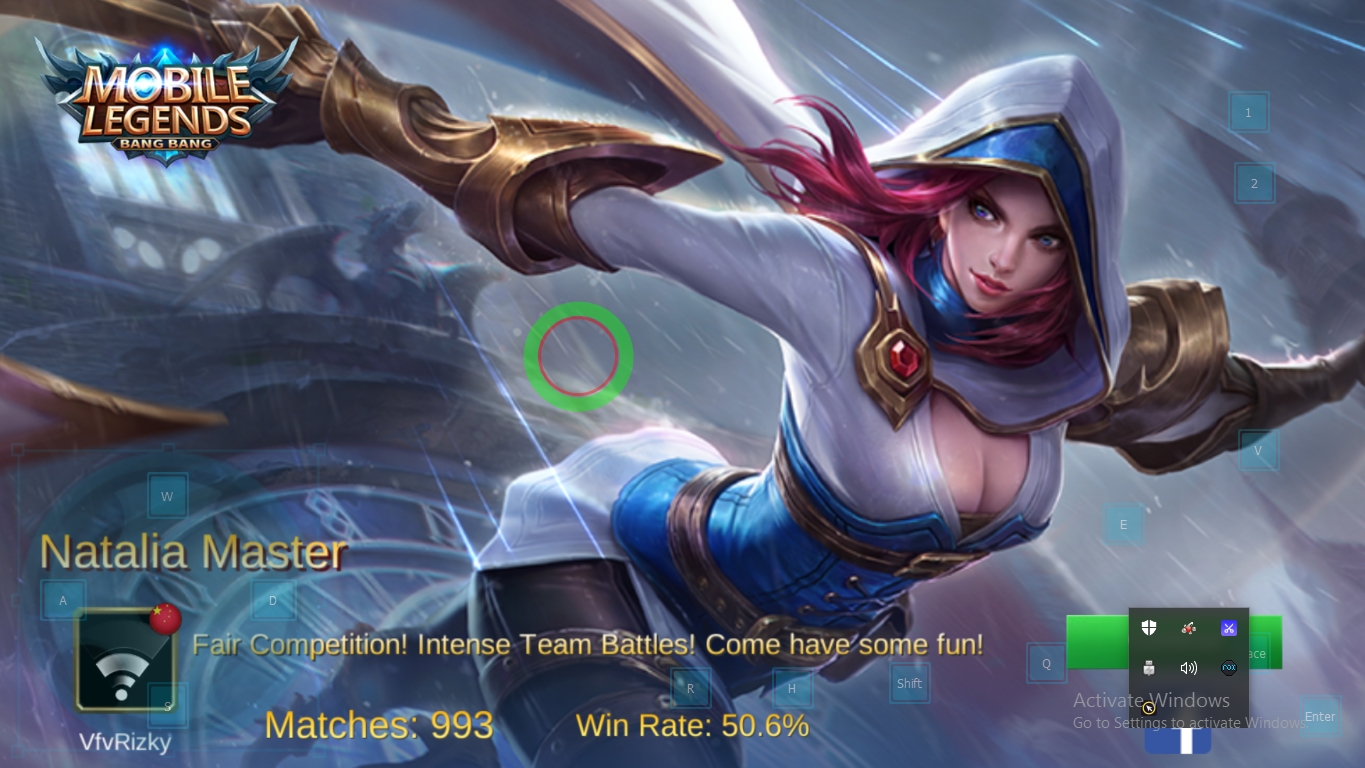 MOBILE
LEGENDS
BANG BANG
1
2
V
W
E
Natalia Master
A
D
Fair Competition! Intense Team Battles! Come have some fun!
ace
Q
R
H
Shift
S
Activate Windows
Go to Settings to activate Windows.
Enter
Matches: 993
Win Rate: 50.6%
VfvRizky
nox
f